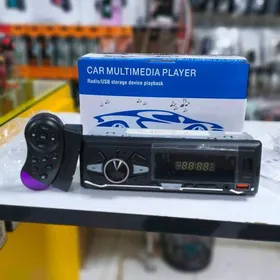 CAR MULTIMEDIA PLAYER
Radio/USB storage device playback